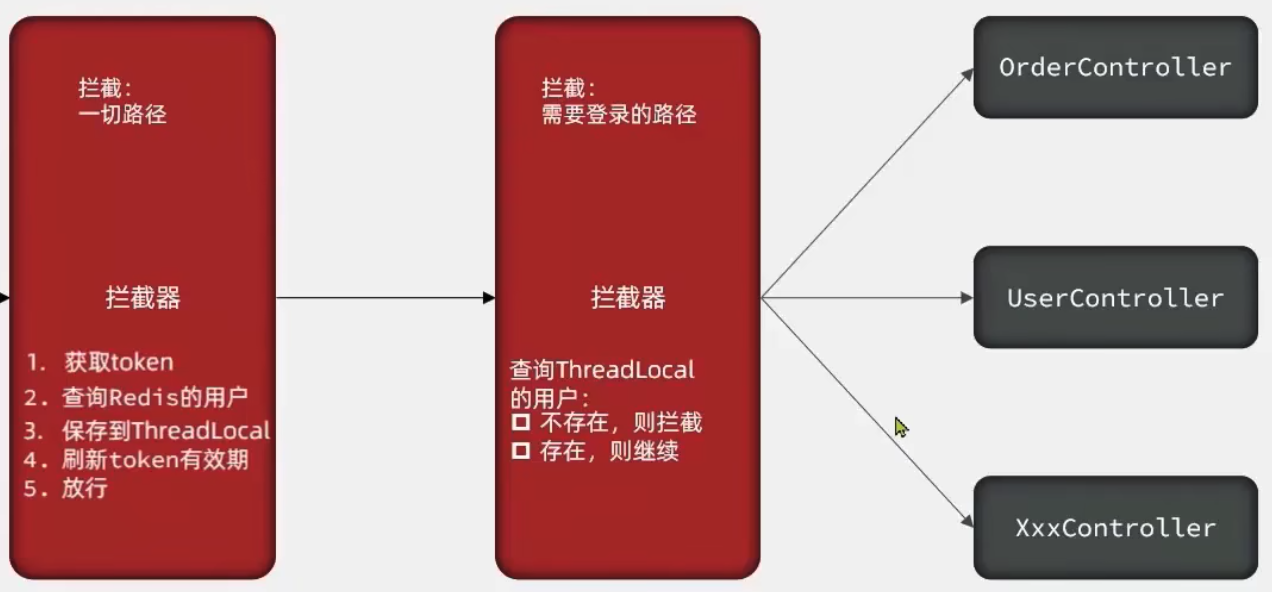 拦截：
一切路径
拦截器
1. 获取token
2. 查询Redis的用户
3. 保存到ThreadLocal
4. 刷新token有效期
5. 放行
拦截：
需要登录的路径
拦截器
查询ThreadLocal
的用户：
不存在，则拦截
存在，则继续
OrderController
UserController
XxxController